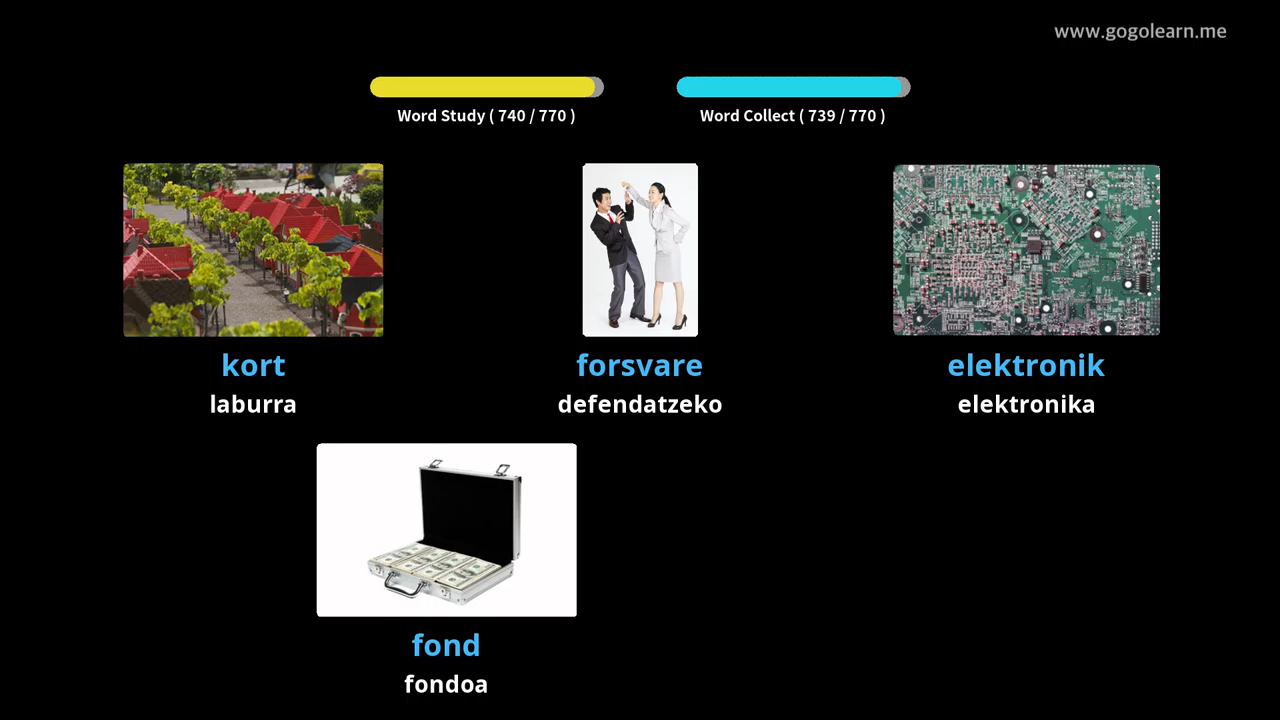 www.gogolearn.me
Word Study ( 740 / 770 )
Word Collect ( 739 / 770 )
kort
laburra
forsvare
defendatzeko
elektronik
elektronika
fond
fondoa